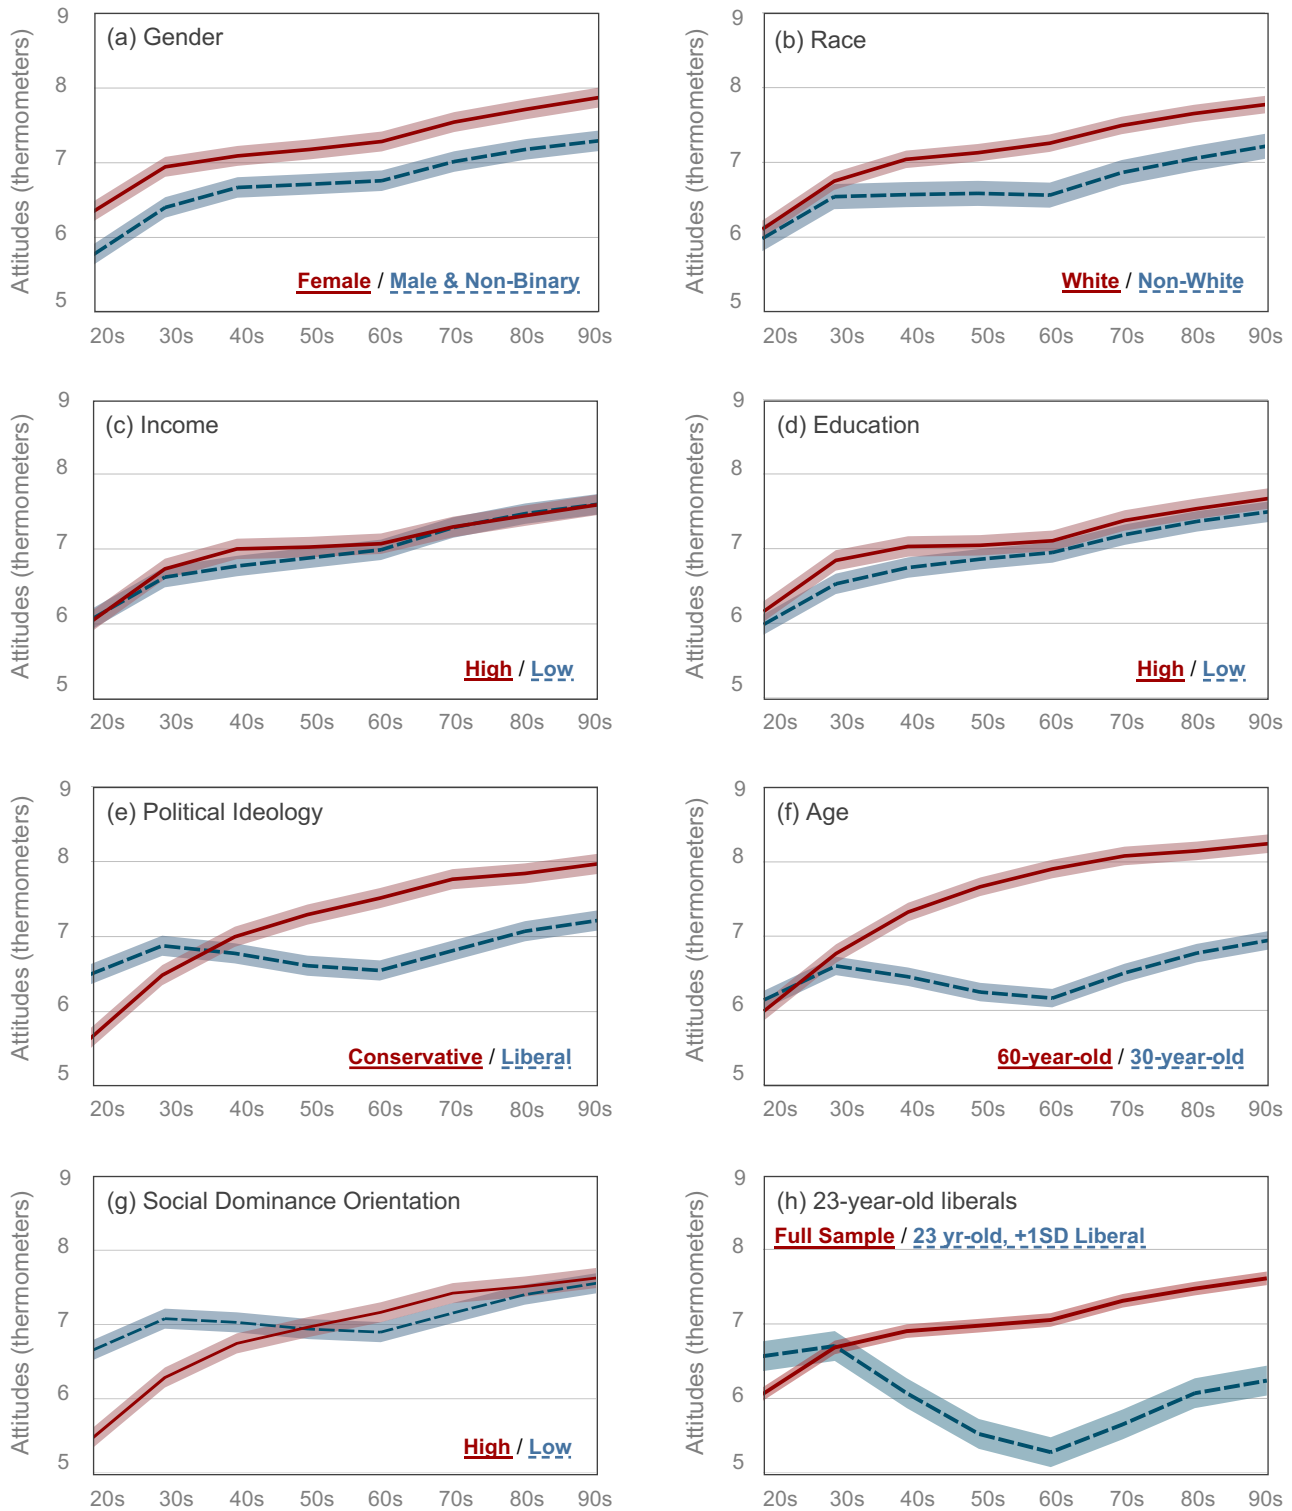 (a) Gender
Attitudes (thermometers)
9
8
7
6
5
Female / Male & Non-Binary
20s 30s 40s 50s 60s 70s 80s 90s
(b) Race
Attitudes (thermometers)
9
8
7
6
5
White / Non-White
20s 30s 40s 50s 60s 70s 80s 90s
(c) Income
Attitudes (thermometers)
9
8
7
6
5
High / Low
20s 30s 40s 50s 60s 70s 80s 90s
(d) Education
Attitudes (thermometers)
9
8
7
6
5
High / Low
20s 30s 40s 50s 60s 70s 80s 90s
(e) Political Ideology
Attitudes (thermometers)
9
8
7
6
5
Conservative / Liberal
20s 30s 40s 50s 60s 70s 80s 90s
(f) Age
Attitudes (thermometers)
9
8
7
6
5
60-year-old / 30-year-old
20s 30s 40s 50s 60s 70s 80s 90s
(g) Social Dominance Orientation
Attitudes (thermometers)
9
8
7
6
5
High / Low
20s 30s 40s 50s 60s 70s 80s 90s
(h) 23-year-old liberals
Full Sample / 23 yr-old, +1SD Liberal
Attitudes (thermometers)
9
8
7
6
5
20s 30s 40s 50s 60s 70s 80s 90s